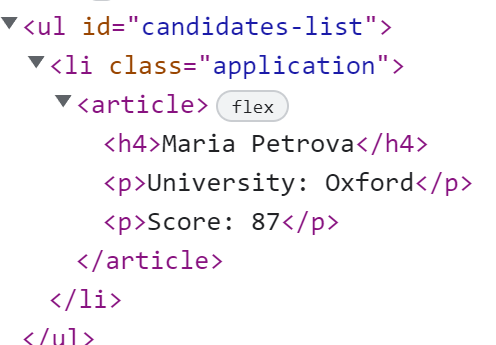 <ul id="candidates-list">
<li class="application">
<article> flex
<h4>Maria Petrova</h4>
<p>University: Oxford</p>
<p>Score: 87</p>
</article>
</li>
</ul>